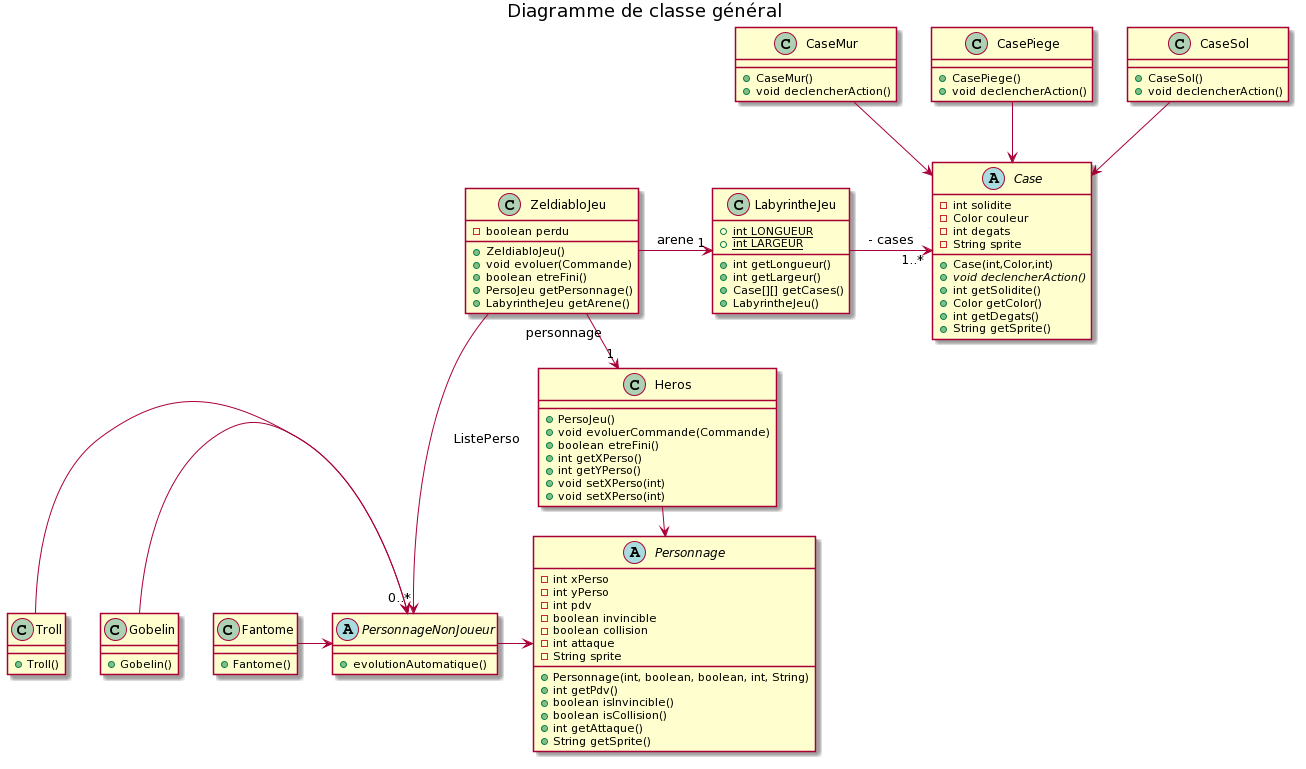 Diagramme de classe général
C CaseMur
CaseMur()
void declencherAction()
C CasePiege
CasePiege()
void declencherAction()
C CaseSol
CaseSol()
void declencherAction()
A Case
int solidite
Color couleur
int degats
String sprite
Case(int,Color,int)
void declencherAction()
int getSolidite()
Color getColor()
int getDegats()
String getSprite()
C ZeldiabloJeu
boolean perdu
ZeldiabloJeu()
void evoluer(Commande)
boolean etreFini()
PersoJeu getPersonnage()
LabyrintheJeu getArene()
arene 1
C LabyrintheJeu
int LONGUEUR
int LARGEUR
int getLongueur()
int getLargeur()
Case[][] getCases()
LabyrintheJeu()
- cases
1..*
personnage
1
C Heros
PersoJeu()
void evoluerCommande(Commande)
boolean etreFini()
int getXPerso()
int getYPerso()
void setXPerso(int)
void setXPerso(int)
ListePerso
0..*
C Troll
Troll()
C Gobelin
Gobelin()
C Fantome
Fantome()
A PersonnageNonJoueur
evolutionAutomatique()
A Personnage
int xPerso
int yPerso
int pdv
boolean invincible
boolean collision
int attaque
String sprite
Personnage(int, boolean, boolean, int, String)
int getPdv()
boolean isInvincible()
boolean isCollision()
int getAttaque()
String getSprite()